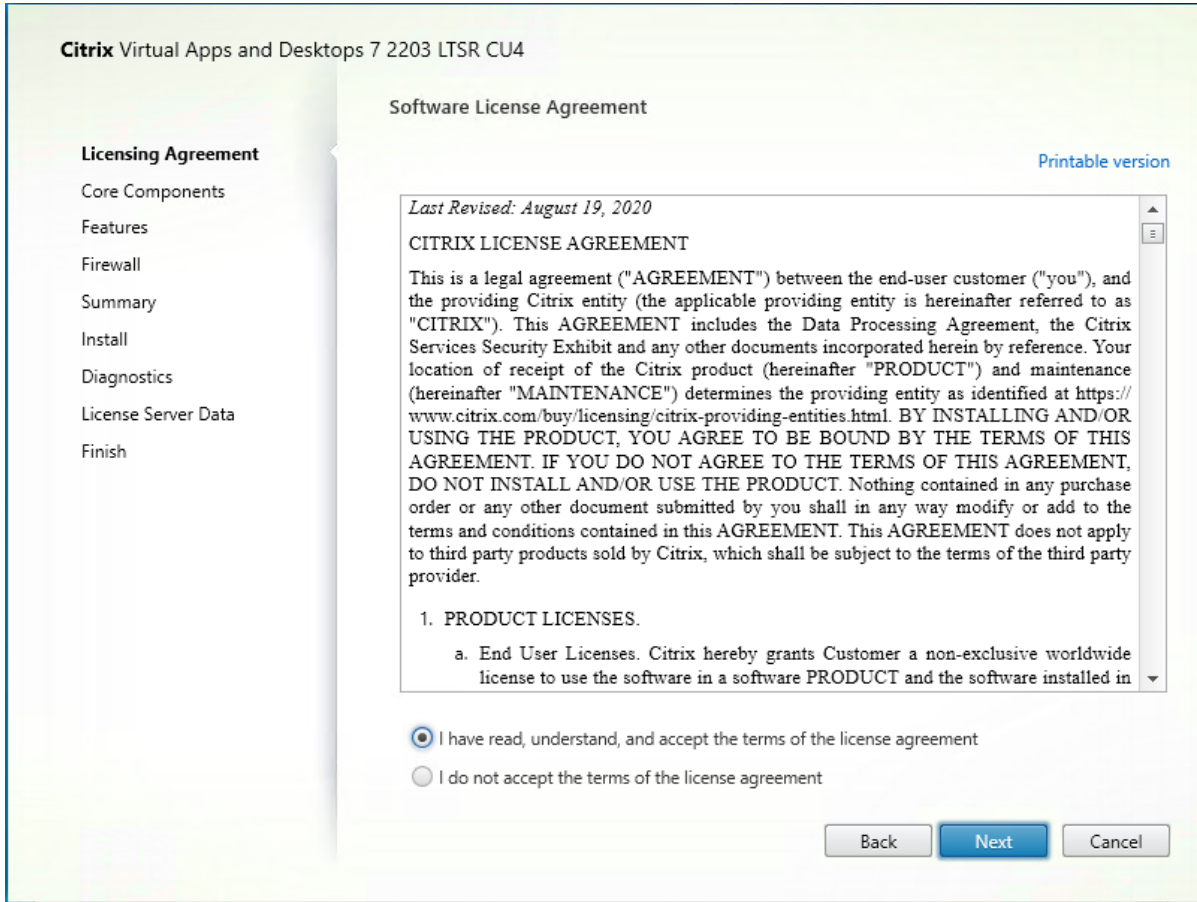 Citrix Virtual Apps and Desktops 7 2203 LTSR CU4
Licensing Agreement
Core Components
Features
Firewall
Summary
Install
Diagnostics
License Server Data
Finish
Software License Agreement
Printable version
Last Revised: August 19, 2020
CITRIX LICENSE AGREEMENT
This is a legal agreement ("AGREEMENT") between the end-user customer ("you"), and
the providing Citrix entity (the applicable providing entity is hereinafter referred to as
"CITRIX"). This AGREEMENT includes the Data Processing Agreement, the Citrix
Services Security Exhibit and any other documents incorporated herein by reference. Your
location of receipt of the Citrix product (hereinafter "PRODUCT") and maintenance
(hereinafter "MAINTENANCE") determines the providing entity as identified at https://
www.citrix.com/buy/licensing/citrix-providing-entities.html. BY INSTALLING AND/OR
USING THE PRODUCT, YOU AGREE TO BE BOUND BY THE TERMS OF THIS
AGREEMENT. IF YOU DO NOT AGREE TO THE TERMS OF THIS AGREEMENT,
DO NOT INSTALL AND/OR USE THE PRODUCT. Nothing contained in any purchase
order or any other document submitted by you shall in any way modify or add to the
terms and conditions contained in this AGREEMENT. This AGREEMENT does not apply
to third party products sold by Citrix, which shall be subject to the terms of the third party
provider.
1. PRODUCT LICENSES.
a. End User Licenses. Citrix hereby grants Customer a non-exclusive worldwide
license to use the software in a software PRODUCT and the software installed in
I have read, understand, and accept the terms of the license agreement
I do not accept the terms of the license agreement
Back
Next
Cancel